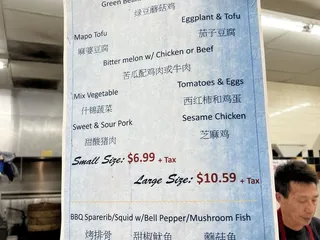 Green Bea
绿豆蘑菇鸡
Mapo Tofu
麻婆豆腐
Eggplant & Tofu
茄子豆腐
Bitter melon w/ Chicken or Beef
苦瓜配鸡肉或牛肉
Mix Vegetable
什锦蔬菜
Tomatoes & Eggs
西红柿和鸡蛋
Sweet & Sour Pork
甜酸猪肉
Sesame Chicken
芝麻鸡
Small Size: $6.99 + Tax
Large Size: $10.59 + Tax
BBQ Sparerib/Squid w/Bell Pepper/Mushroom Fish
烤排骨 甜椒鱿鱼 蘑菇鱼